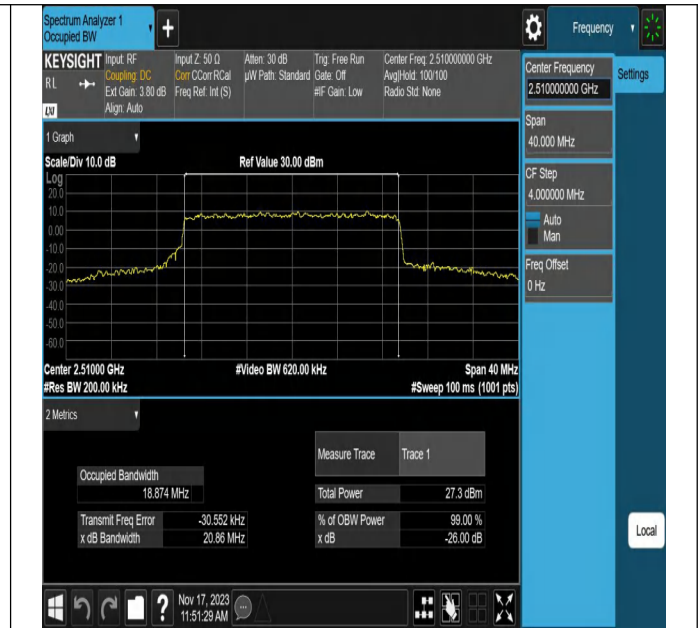 Spectrum Analyzer 1
Occupied BW
+
Frequency
KEYSIGHT
RL
LXI
Input: RF
Coupling: DC
Ext Gain: 3.80 dB
Align: Auto
Input Z: 50 Ω
Corr CCorr RCal
Freq Ref: Int (S)
Atten: 30 dB
µW Path: Standard
Trig: Free Run
Gate: Off
#IF Gain: Low
Center Freq: 2.510000000 GHz
Avg|Hold: 100/100
Radio Std: None
Center Frequency
2.510000000 GHz
Settings
Span
40.000 MHz
CF Step
4.000000 MHz
Auto
Man
Freq Offset
0 Hz
1 Graph
Scale/Div 10.0 dB
Ref Value 30.00 dBm
Log
20.0
10.0
0.00
-10.0
-20.0
-30.0
-40.0
-50.0
-60.0
Center 2.51000 GHz
#Video BW 620.00 kHz
Span 40 MHz
#Res BW 200.00 kHz
#Sweep 100 ms (1001 pts)
2 Metrics
Measure Trace Trace 1
Occupied Bandwidth
18.874 MHz
Total Power 27.3 dBm
Transmit Freq Error -30.552 kHz
% of OBW Power 99.00 %
x dB Bandwidth 20.86 MHz
x dB -26.00 dB
Local
?
Nov 17, 2023
11:51:29 AM